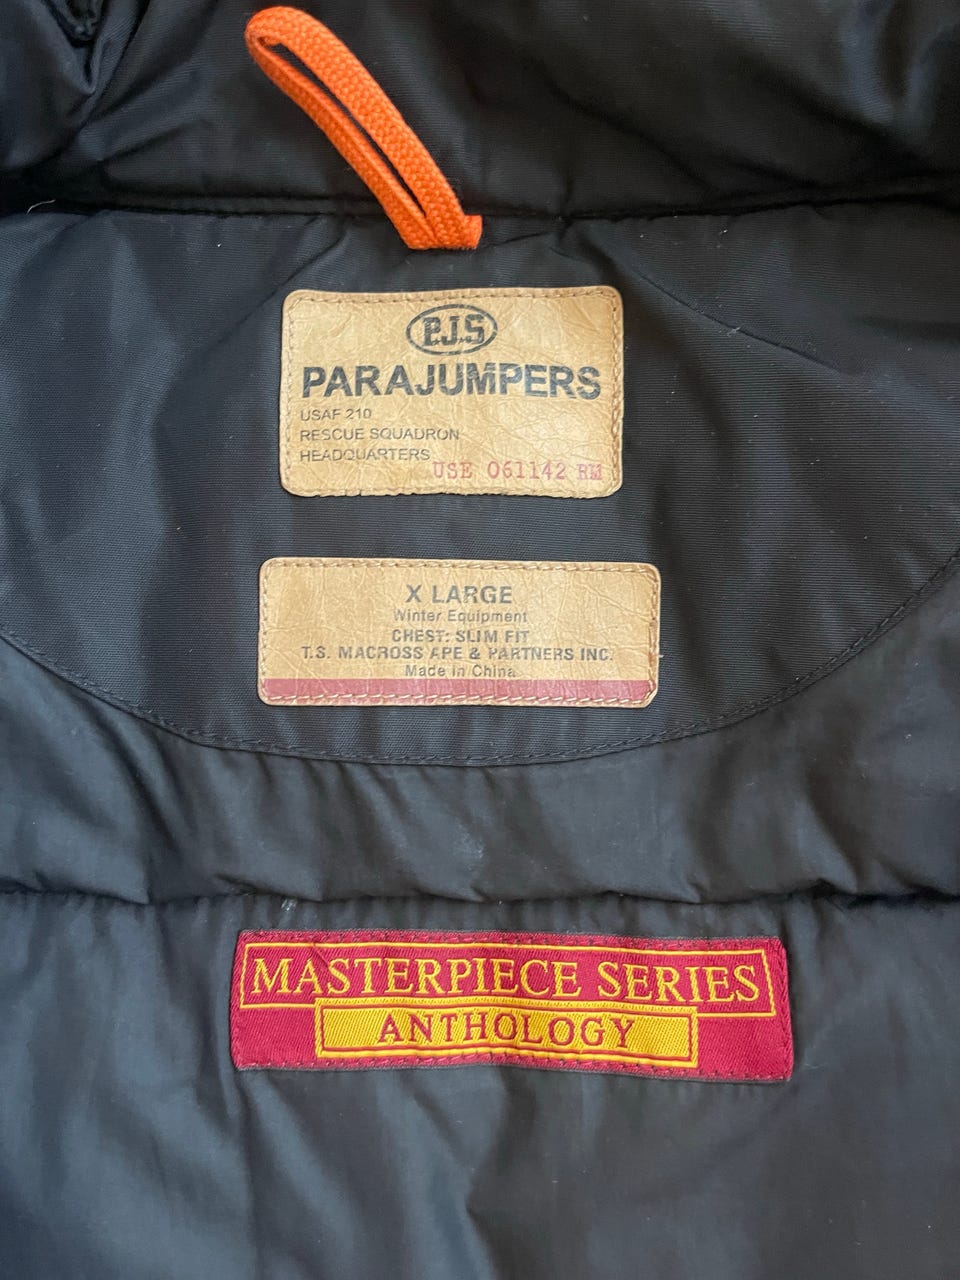 P.J.S
PARAJUMPERS
USAF 210
RESCUE SQUADRON
HEADQUARTERS
USE 061142 RM
X LARGE
Winter Equipment
CHEST: SLIM FIT
T.S. MACROSS APE & PARTNERS INC.
Made in China
MASTERPIECE SERIES
ANTHOLOGY